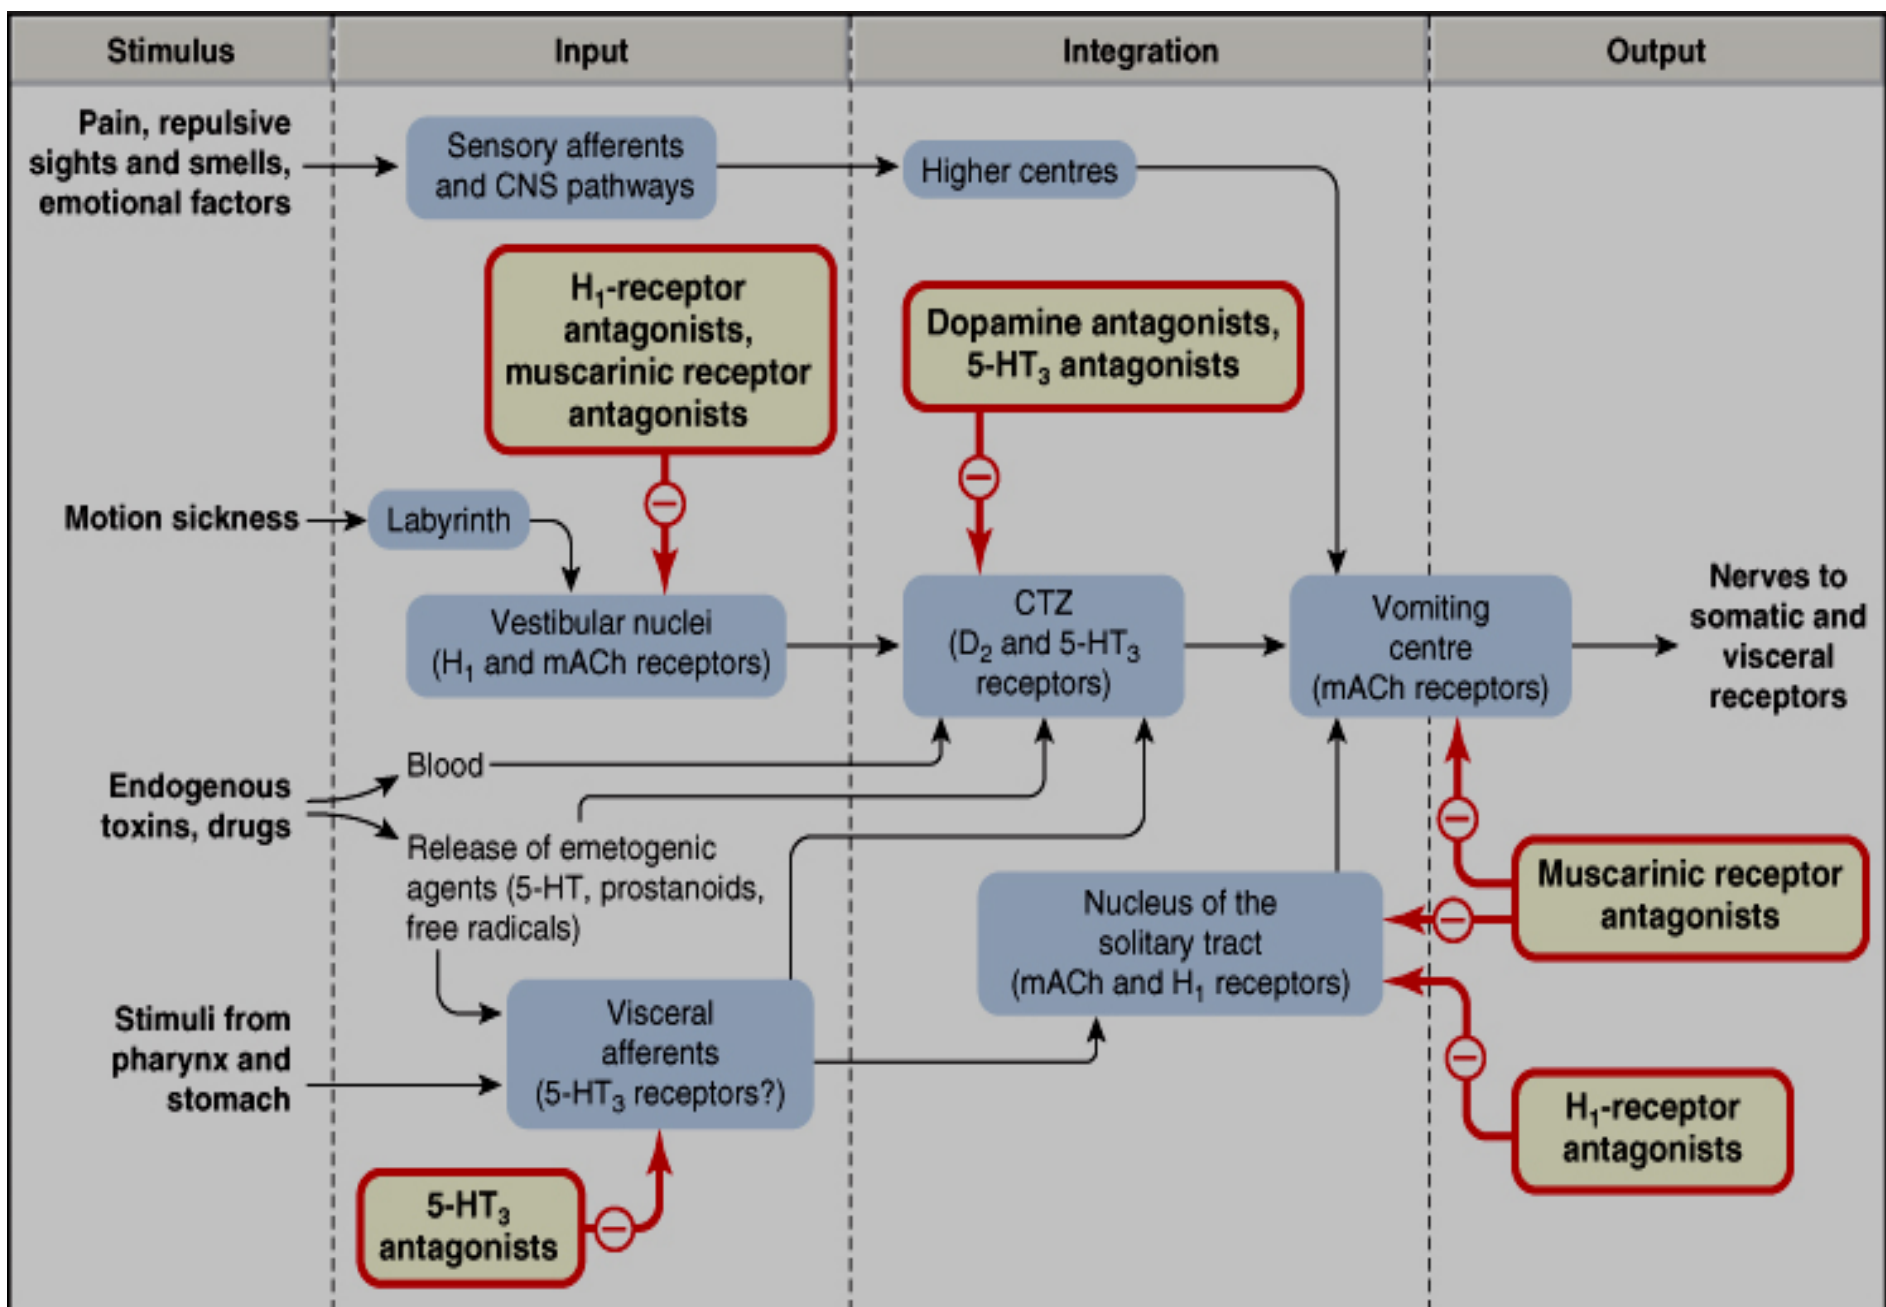 Stimulus
Input
Integration
Output
Pain, repulsive
sights and smells,
emotional factors
Sensory afferents
and CNS pathways
Higher centres
H₁-receptor
antagonists,
muscarinic receptor
antagonists
Dopamine antagonists,
5-HT₃ antagonists
Motion sickness
Labyrinth
Vestibular nuclei
(H₁ and mACh receptors)
CTZ
(D₂ and 5-HT₃
receptors)
Vomiting
centre
(mACh receptors)
Nerves to
somatic and
visceral
receptors
Endogenous
toxins, drugs
Blood
Release of emetogenic
agents (5-HT, prostanoids,
free radicals)
Nucleus of the
solitary tract
(mACh and H₁ receptors)
Muscarinic receptor
antagonists
Stimuli from
pharynx and
stomach
Visceral
afferents
(5-HT₃ receptors?)
H₁-receptor
antagonists
5-HT₃
antagonists